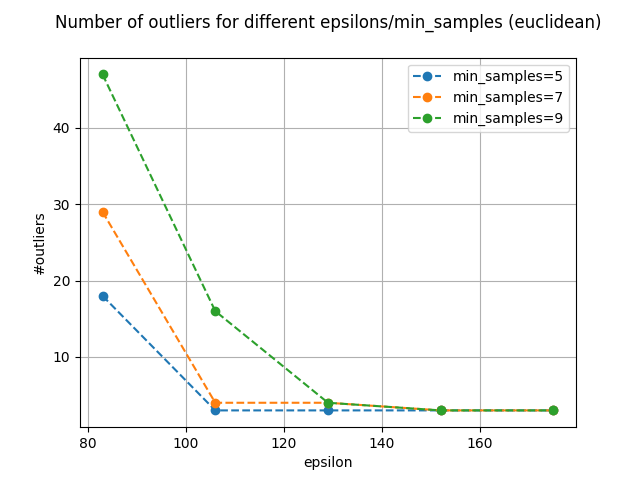 Number of outliers for different epsilons/min_samples (euclidean)
min_samples=5
min_samples=7
min_samples=9
#outliers
40
30
20
10
80 100 120 140 160
epsilon